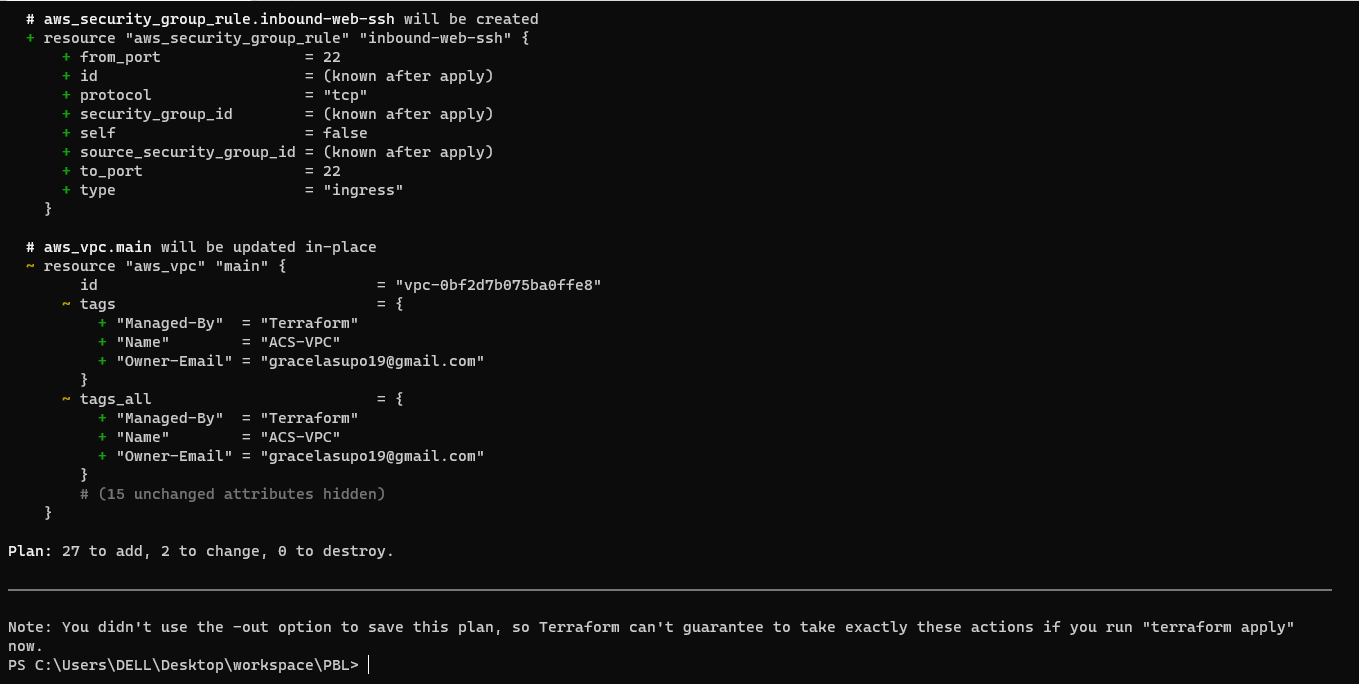 # aws_security_group_rule.inbound-web-ssh will be created
+ resource "aws_security_group_rule" "inbound-web-ssh" {
+ from_port = 22
+ id = (known after apply)
+ protocol = "tcp"
+ security_group_id = (known after apply)
+ self = false
+ source_security_group_id = (known after apply)
+ to_port = 22
+ type = "ingress"
}
# aws_vpc.main will be updated in-place
~ resource "aws_vpc" "main" {
id = "vpc-0bf2d7b075ba0ffe8"
~ tags = {
+ "Managed-By" = "Terraform"
+ "Name" = "ACS-VPC"
+ "Owner-Email" = "gracelasupo19@gmail.com"
}
~ tags_all = {
+ "Managed-By" = "Terraform"
+ "Name" = "ACS-VPC"
+ "Owner-Email" = "gracelasupo19@gmail.com"
}
# (15 unchanged attributes hidden)
}
Plan: 27 to add, 2 to change, 0 to destroy.
Note: You didn't use the -out option to save this plan, so Terraform can't guarantee to take exactly these actions if you run "terraform apply"
now.
PS C:\Users\DELL\Desktop\workspace\PBL>